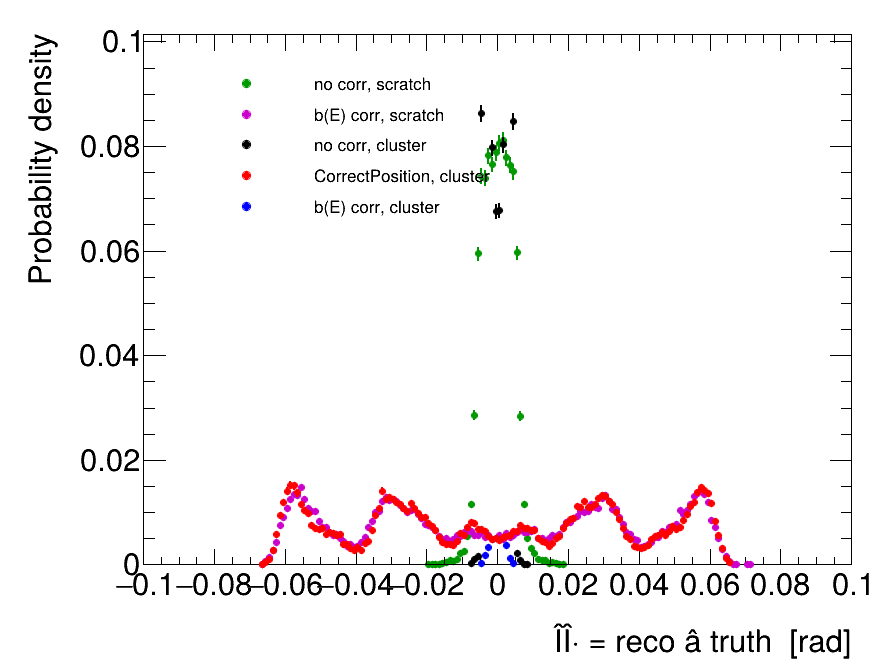 Probability density
0.1
0.08
0.06
0.04
0.02
0
no corr, scratch
b(E) corr, scratch
no corr, cluster
CorrectPosition, cluster
b(E) corr, cluster
−0.1 −0.08 −0.06 −0.04 −0.02 0 0.02 0.04 0.06 0.08 0.1
ÎÎ· = reco â truth [rad]